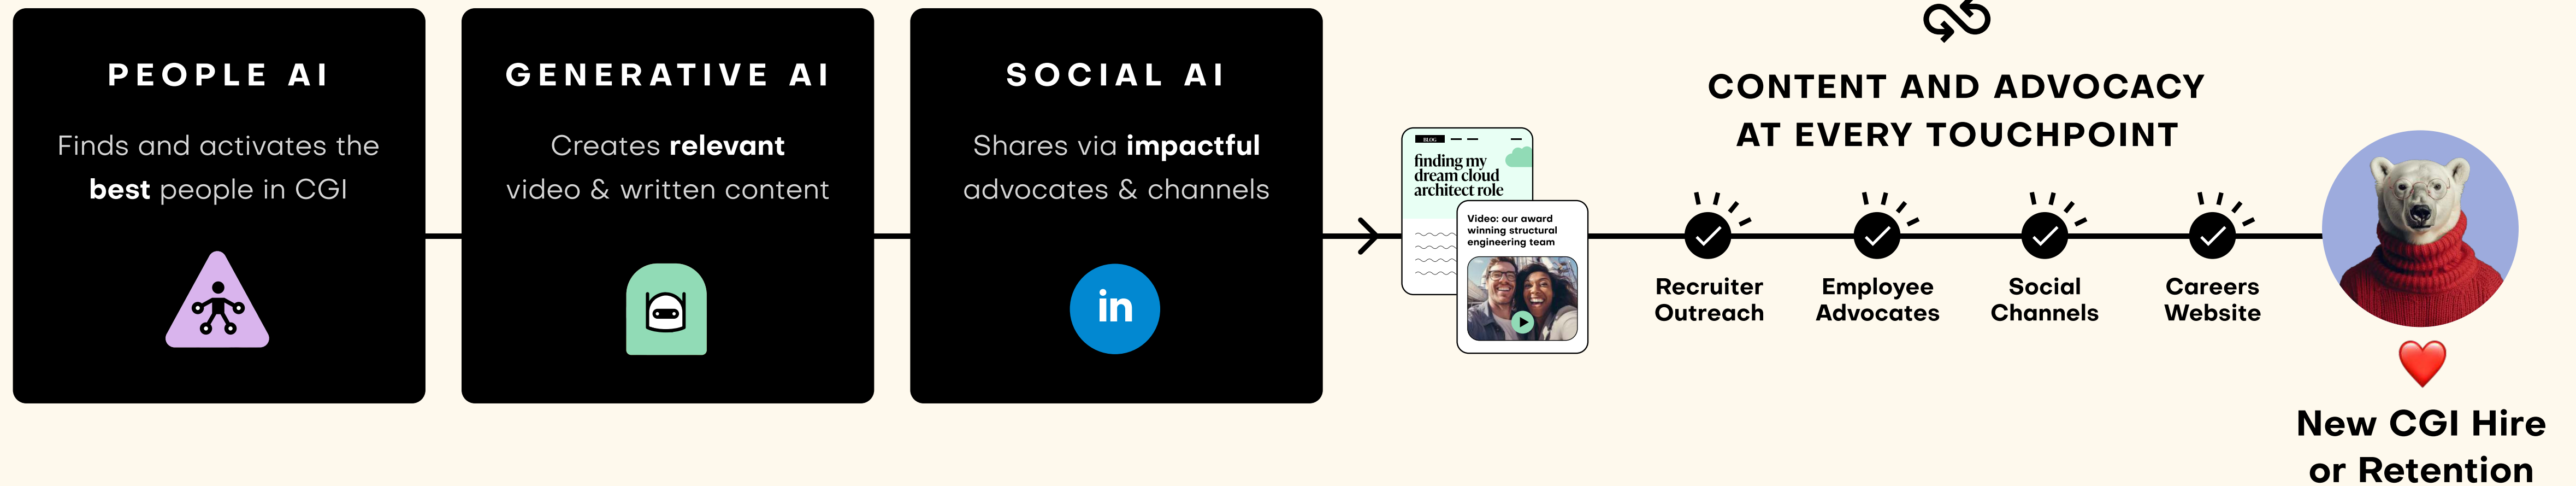 PEOPLE AI
Finds and activates the
best people in CGI
GENERATIVE AI
Creates relevant
video & written content
SOCIAL AI
Shares via impactful
advocates & channels
in
BLOG
finding my
dream cloud
architect role
Video: our award
winning structural
engineering team
CONTENT AND ADVOCACY
AT EVERY TOUCHPOINT
Recruiter
Outreach
Employee
Advocates
Social
Channels
Careers
Website
New CGI Hire
or Retention